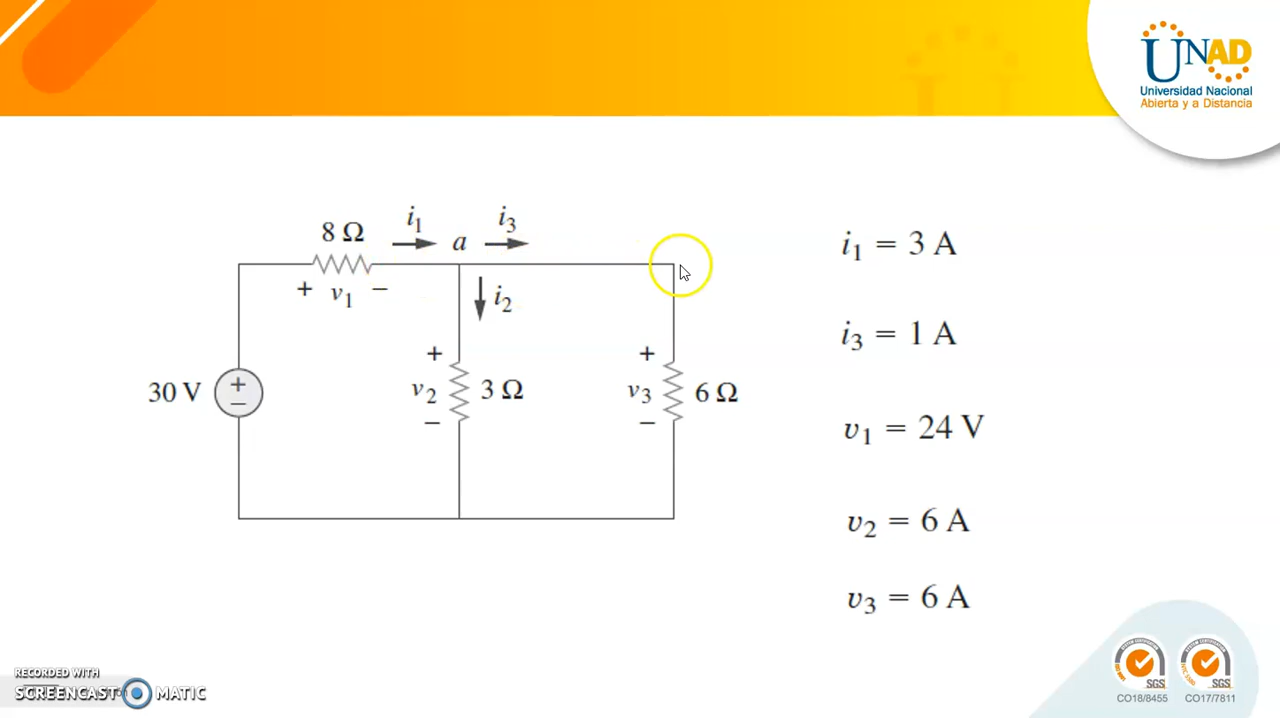 UNAD
Universidad Nacional
Abierta y a Distancia
i1
i3
8 Ω
a
+ v1 −
i2
+
v2
−
3 Ω
+
v3
−
6 Ω
30 V
+
−
i1 = 3 A
i3 = 1 A
v1 = 24 V
v2 = 6 A
v3 = 6 A
RECORDED WITH
SCREENCAST MATIC
SGS
CO18/8455
SGS
CO17/7811